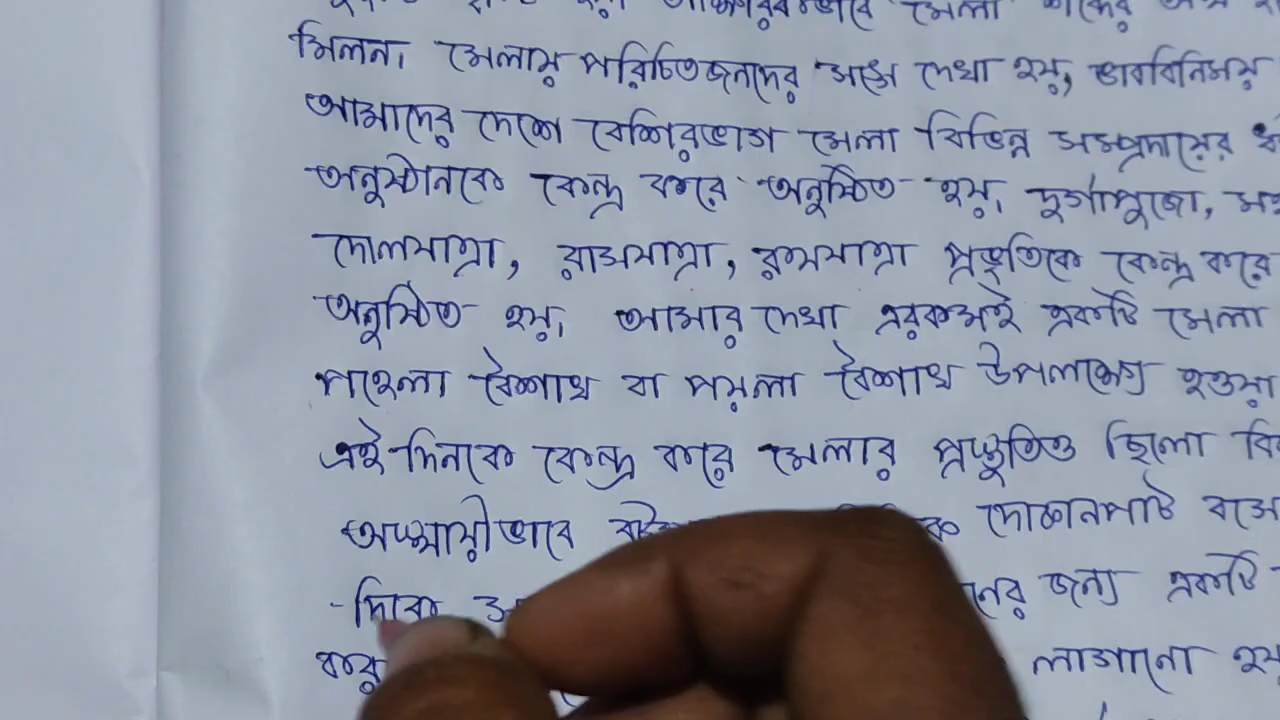 মেলা শব্দের
মিলন। মেলায় পরিচিতজনদের সঙ্গে দেখা হয়, ভাববিনিময়
আমাদের দেশে বেশিরভাগ মেলা বিভিন্ন সম্প্রদায়ের
অনুষ্ঠানকে কেন্দ্র করে অনুষ্ঠিত হয়। দুর্গাপুজো,
দোলযাত্রা, রাসযাত্রা, রথযাত্রা প্রভৃতিকে কেন্দ্র করে
অনুষ্ঠিত হয়। আমার দেখা এরকমই একটি মেলা
পহেলা বৈশাখ বা পয়লা বৈশাখ উপলক্ষ্যে হওয়া
এই দিনকে কেন্দ্র করে মেলার প্রস্তুতিও ছিলো
অস্থায়ীভাবে দোকানপাট বসে
দিকে জন্য একটি
লাগানো হয়